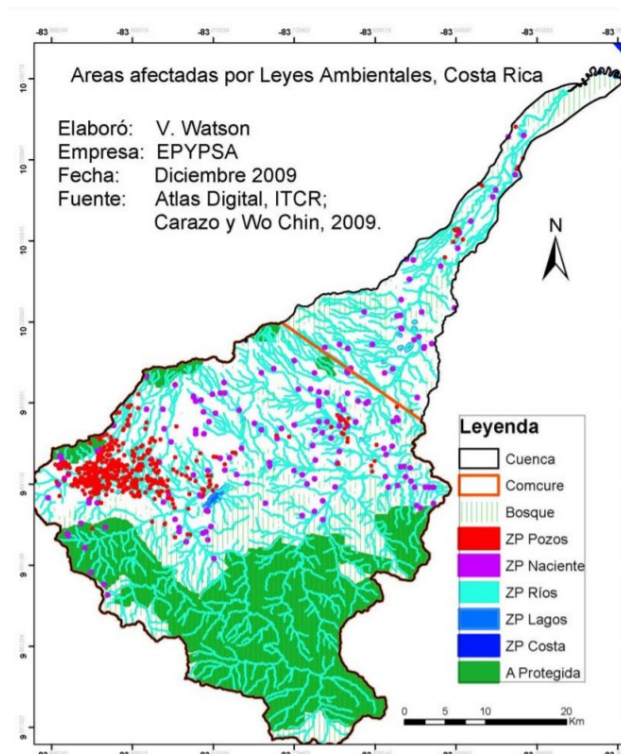 Areas afectadas por Leyes Ambientales, Costa Rica
Elaboró: V. Watson
Empresa: EPYPSA
Fecha: Diciembre 2009
Fuente: Atlas Digital, ITCR;
Carazo y Wo Chin, 2009.
N
Leyenda
Cuenca
Comcure
Bosque
ZP Pozos
ZP Naciente
ZP Ríos
ZP Lagos
ZP Costa
A Protegida
0 5 10 20
Km